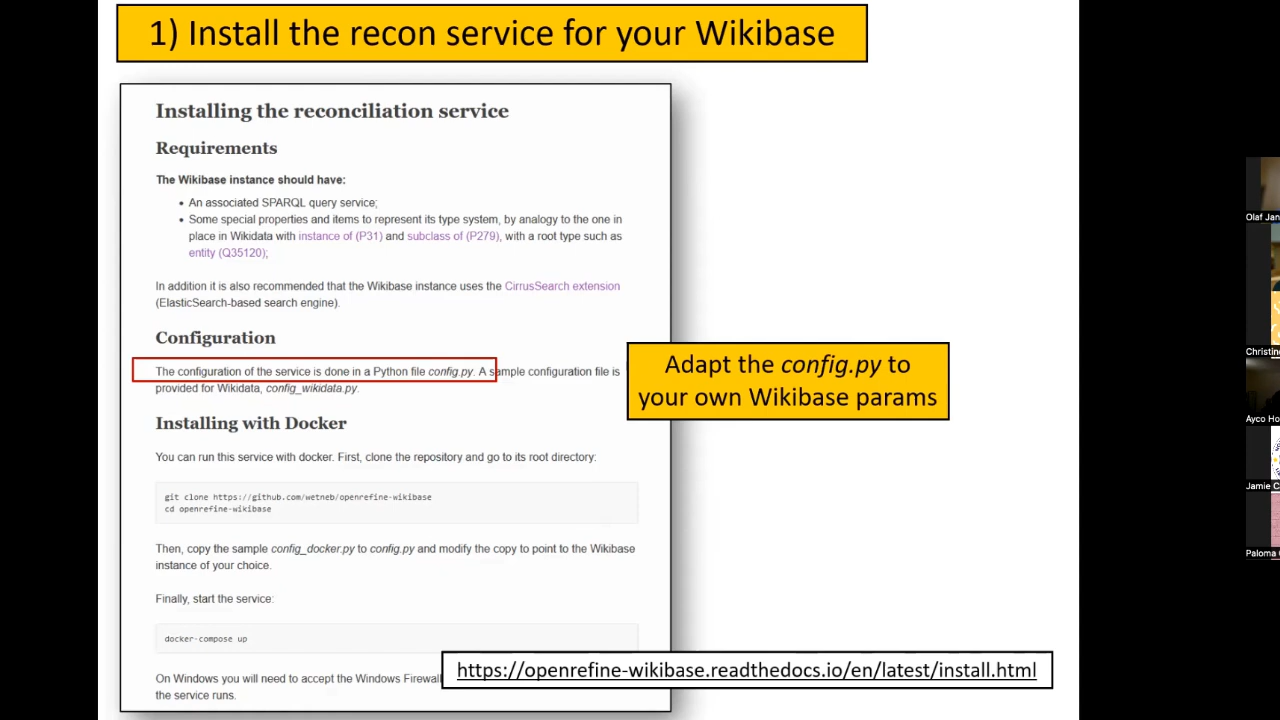 1) Install the recon service for your Wikibase
Installing the reconciliation service
Requirements
The Wikibase instance should have:
• An associated SPARQL query service;
• Some special properties and items to represent its type system, by analogy to the one in
place in Wikidata with instance of (P31) and subclass of (P279), with a root type such as
entity (Q35120);
In addition it is also recommended that the Wikibase instance uses the CirrusSearch extension
(ElasticSearch-based search engine).
Configuration
The configuration of the service is done in a Python file config.py. A sample configuration file is
provided for Wikidata, config_wikidata.py.
Adapt the config.py to
your own Wikibase params
Installing with Docker
You can run this service with docker. First, clone the repository and go to its root directory:
git clone https://github.com/wetneb/openrefine-wikibase
cd openrefine-wikibase
Then, copy the sample config_docker.py to config.py and modify the copy to point to the Wikibase
instance of your choice.
Finally, start the service:
docker-compose up
https://openrefine-wikibase.readthedocs.io/en/latest/install.html
On Windows you will need to accept the Windows Firewall
the service runs.
Olaf Jan
Christine
Ayco Ho
Jamie C
Paloma